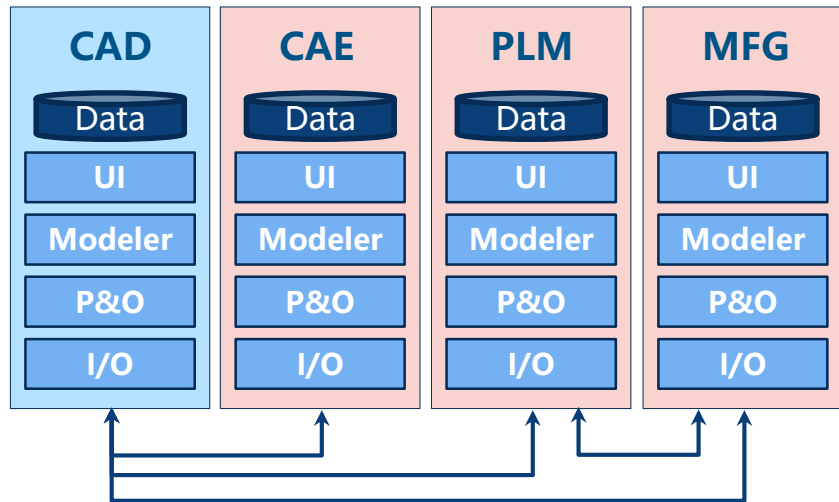 CAD
Data
UI
Modeler
P&O
I/O
CAE
Data
UI
Modeler
P&O
I/O
PLM
Data
UI
Modeler
P&O
I/O
MFG
Data
UI
Modeler
P&O
I/O